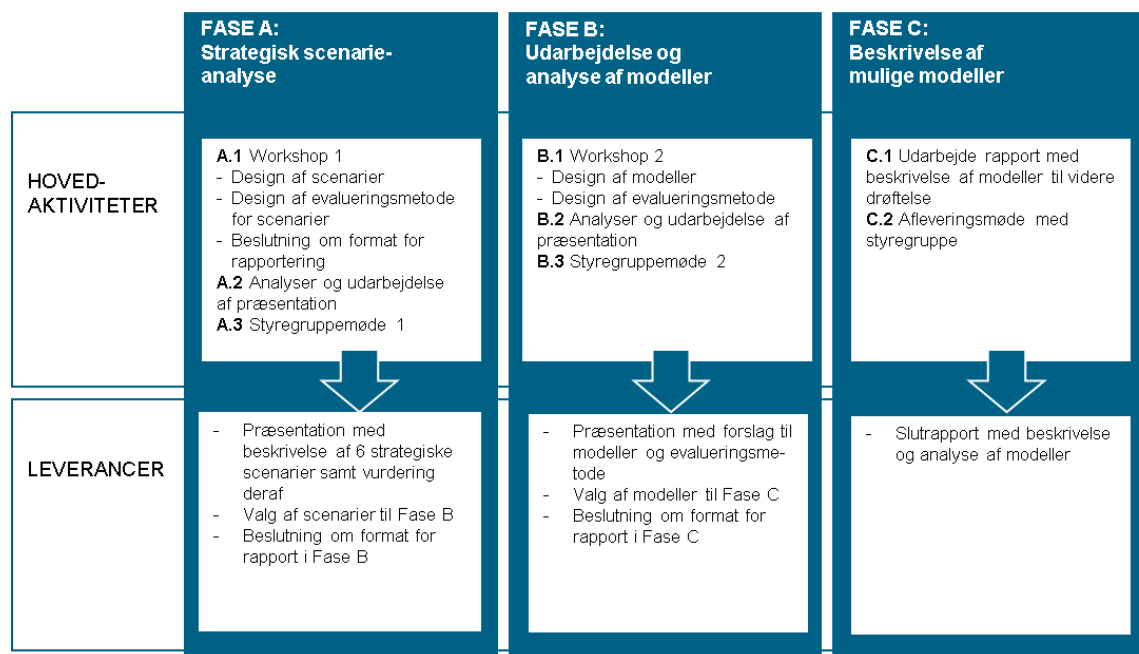 FASE A:
Strategisk scenarie-
analyse
FASE B:
Udarbejdelse og
analyse af modeller
FASE C:
Beskrivelse af
mulige modeller
HOVED-
AKTIVITETER
A.1 Workshop 1
- Design af scenarier
- Design af evalueringsmetode
for scenarier
- Beslutning om format for
rapportering
A.2 Analyser og udarbejdelse
af præsentation
A.3 Styregruppemøde 1
B.1 Workshop 2
- Design af modeller
- Design af evalueringsmetode
B.2 Analyser og udarbejdelse af
præsentation
B.3 Styregruppemøde 2
C.1 Udarbejde rapport med
beskrivelse af modeller til videre
drøftelse
C.2 Afleveringsmøde med
styregruppe
LEVERANCER
- Præsentation med
beskrivelse af 6 strategiske
scenarier samt vurdering
deraf
- Valg af scenarier til Fase B
- Beslutning om format for
rapport i Fase B
- Præsentation med forslag til
modeller og evalueringsme-
tode
- Valg af modeller til Fase C
- Beslutning om format for
rapport i Fase C
- Slutrapport med beskrivelse
og analyse af modeller